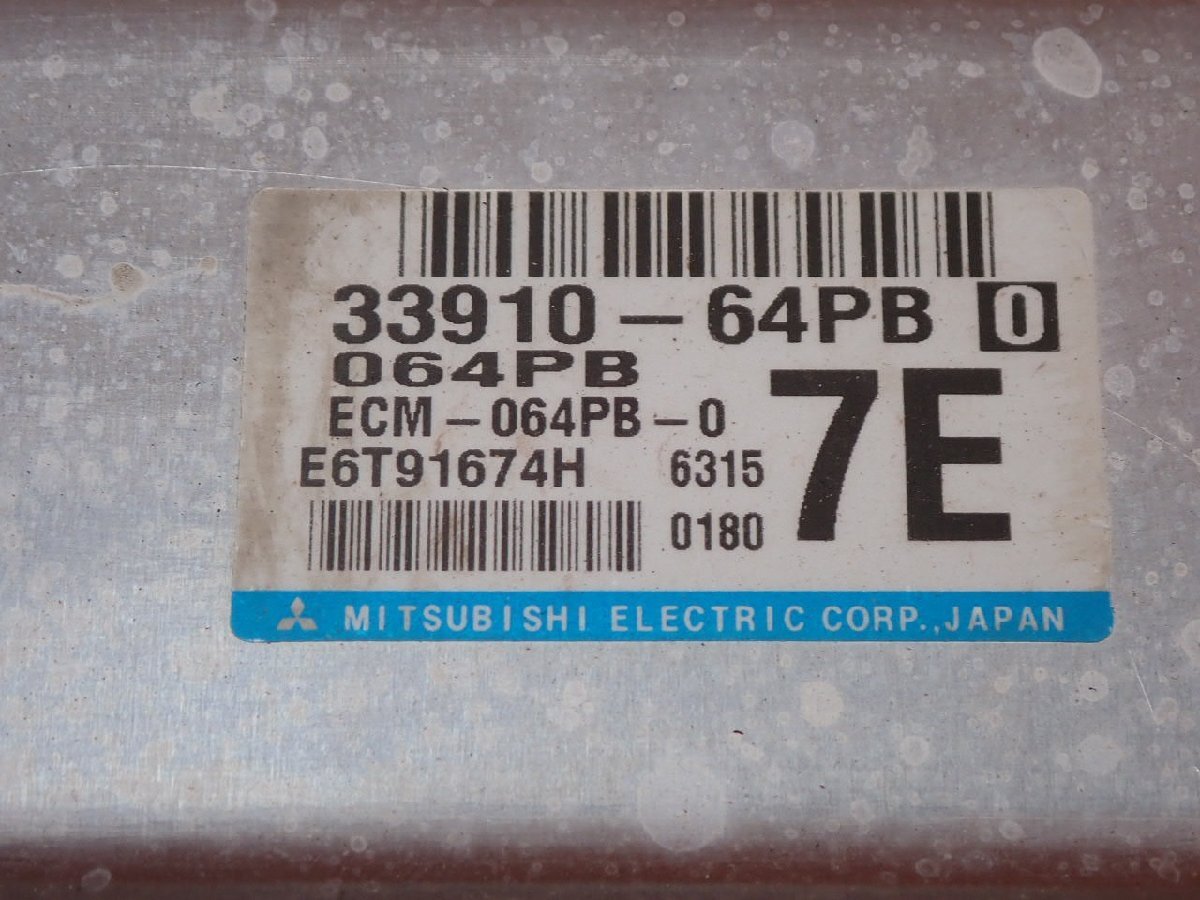 33910-64PB 0
064PB
7E
ECM-064PB-0
E6T91674H 6315
0180
MITSUBISHI ELECTRIC CORP.,JAPAN